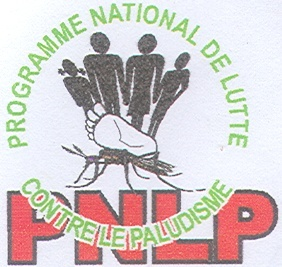 PROGRAMME NATIONAL DE LUTTE
CONTRE LE PALUDISME
PNLP